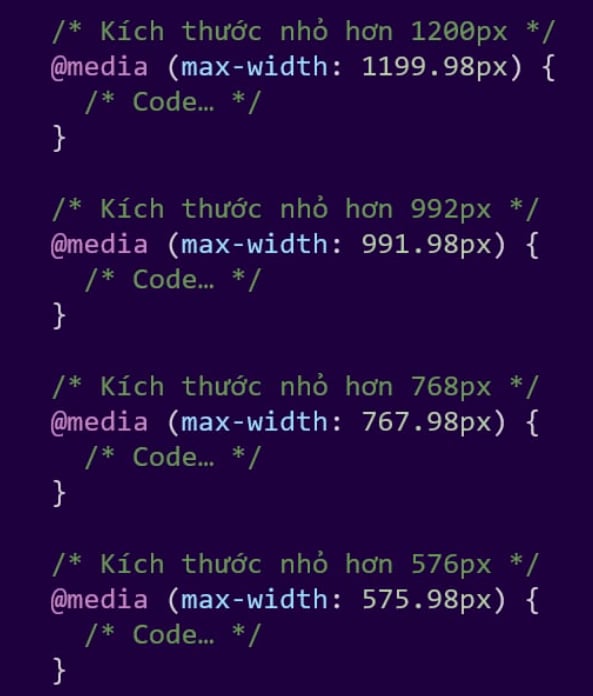 /* Kích thước nhỏ hơn 1200px */
@media (max-width: 1199.98px) {
/* Code… */
}
/* Kích thước nhỏ hơn 992px */
@media (max-width: 991.98px) {
/* Code… */
}
/* Kích thước nhỏ hơn 768px */
@media (max-width: 767.98px) {
/* Code… */
}
/* Kích thước nhỏ hơn 576px */
@media (max-width: 575.98px) {
/* Code… */
}